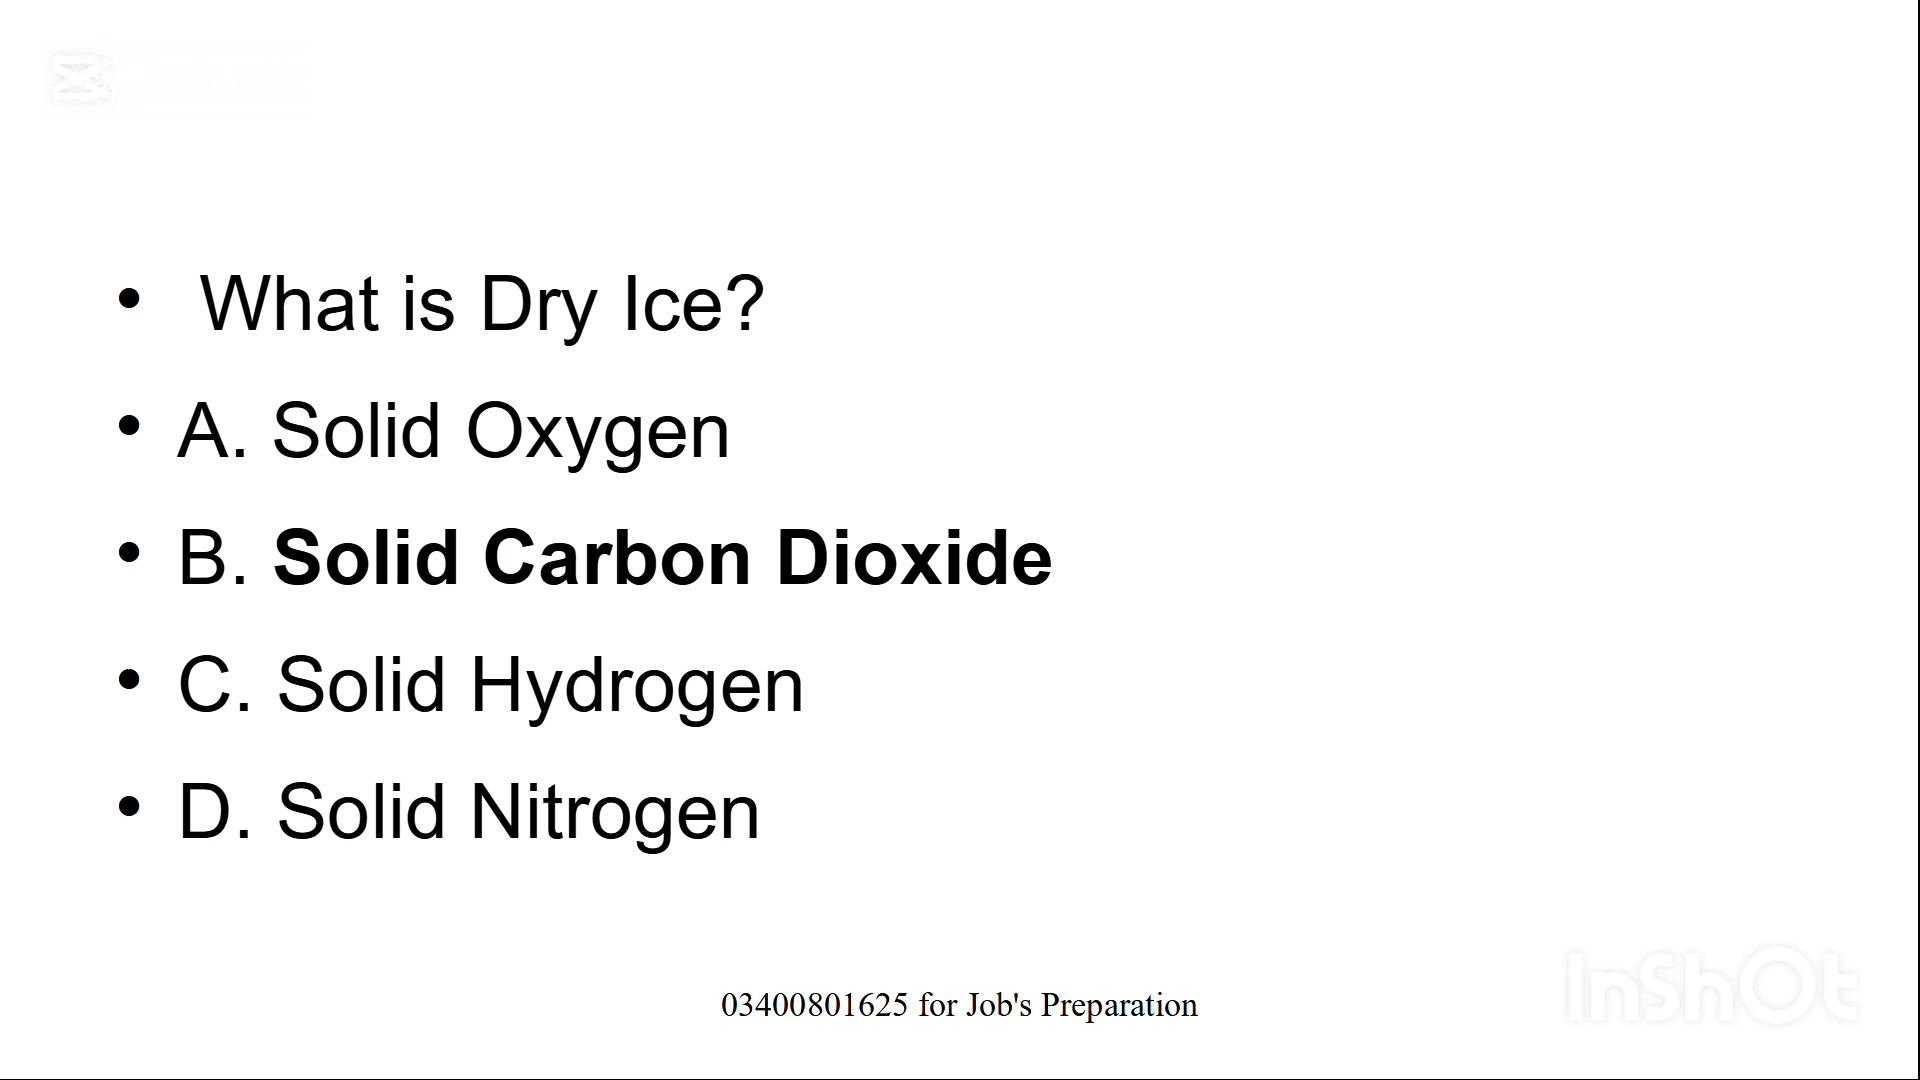 • What is Dry Ice?
• A. Solid Oxygen
• B. Solid Carbon Dioxide
• C. Solid Hydrogen
• D. Solid Nitrogen
03400801625 for Job's Preparation
InShOt